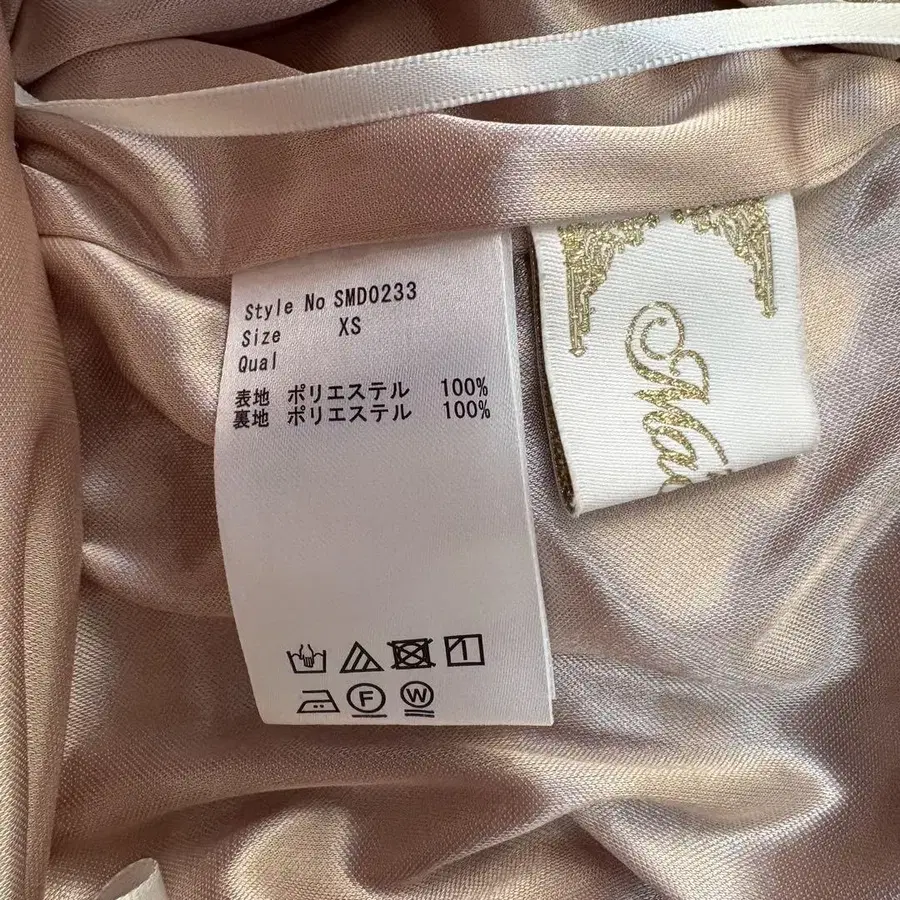 Style No SMD0233
Size XS
Qual
表地 ポリエステル 100%
裏地 ポリエステル 100%
F
W